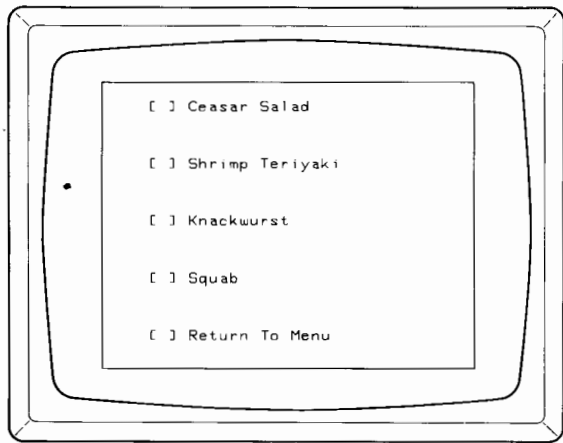 [ ] Ceasar Salad
[ ] Shrimp Teriyaki
[ ] Knackwurst
[ ] Squab
[ ] Return To Menu